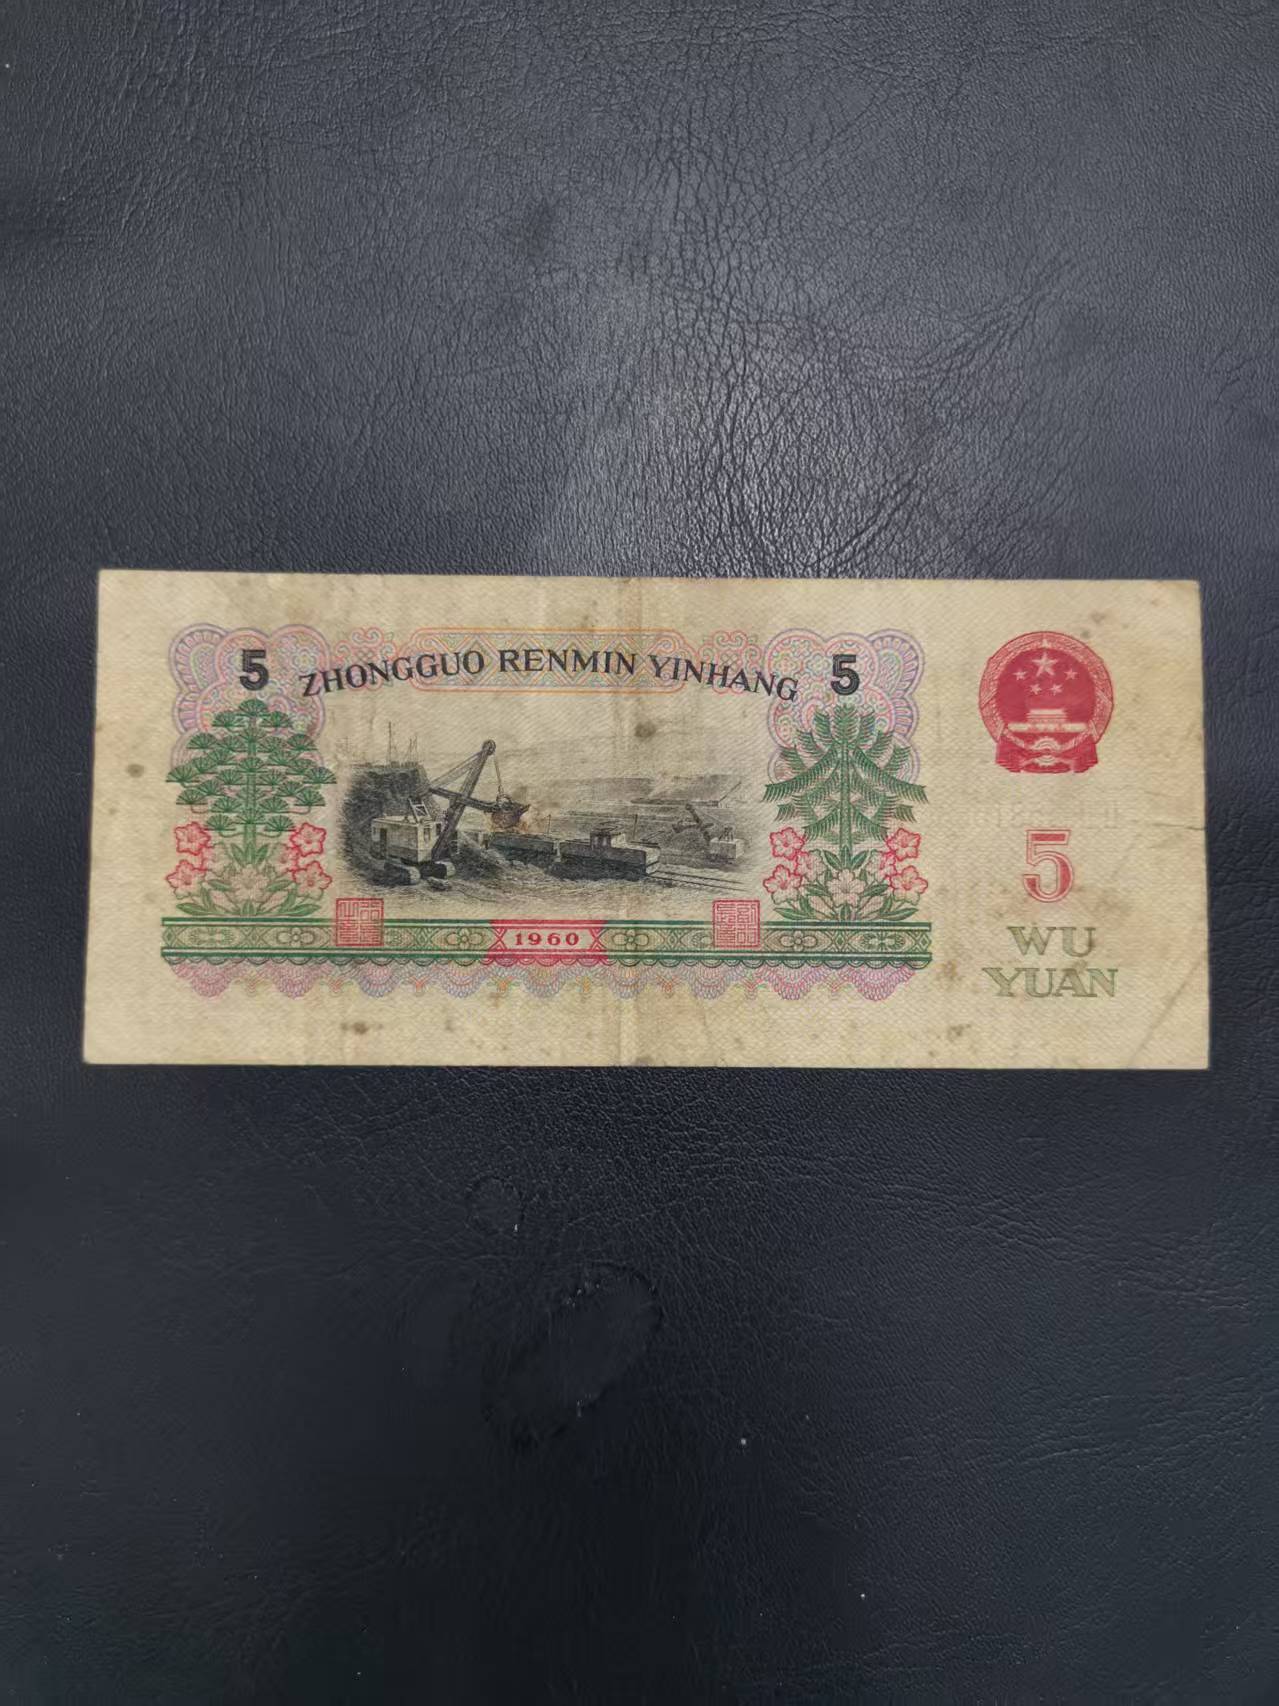 5 ZHONGGUO RENMIN YINHANG 5
1960
5
WU
YUAN